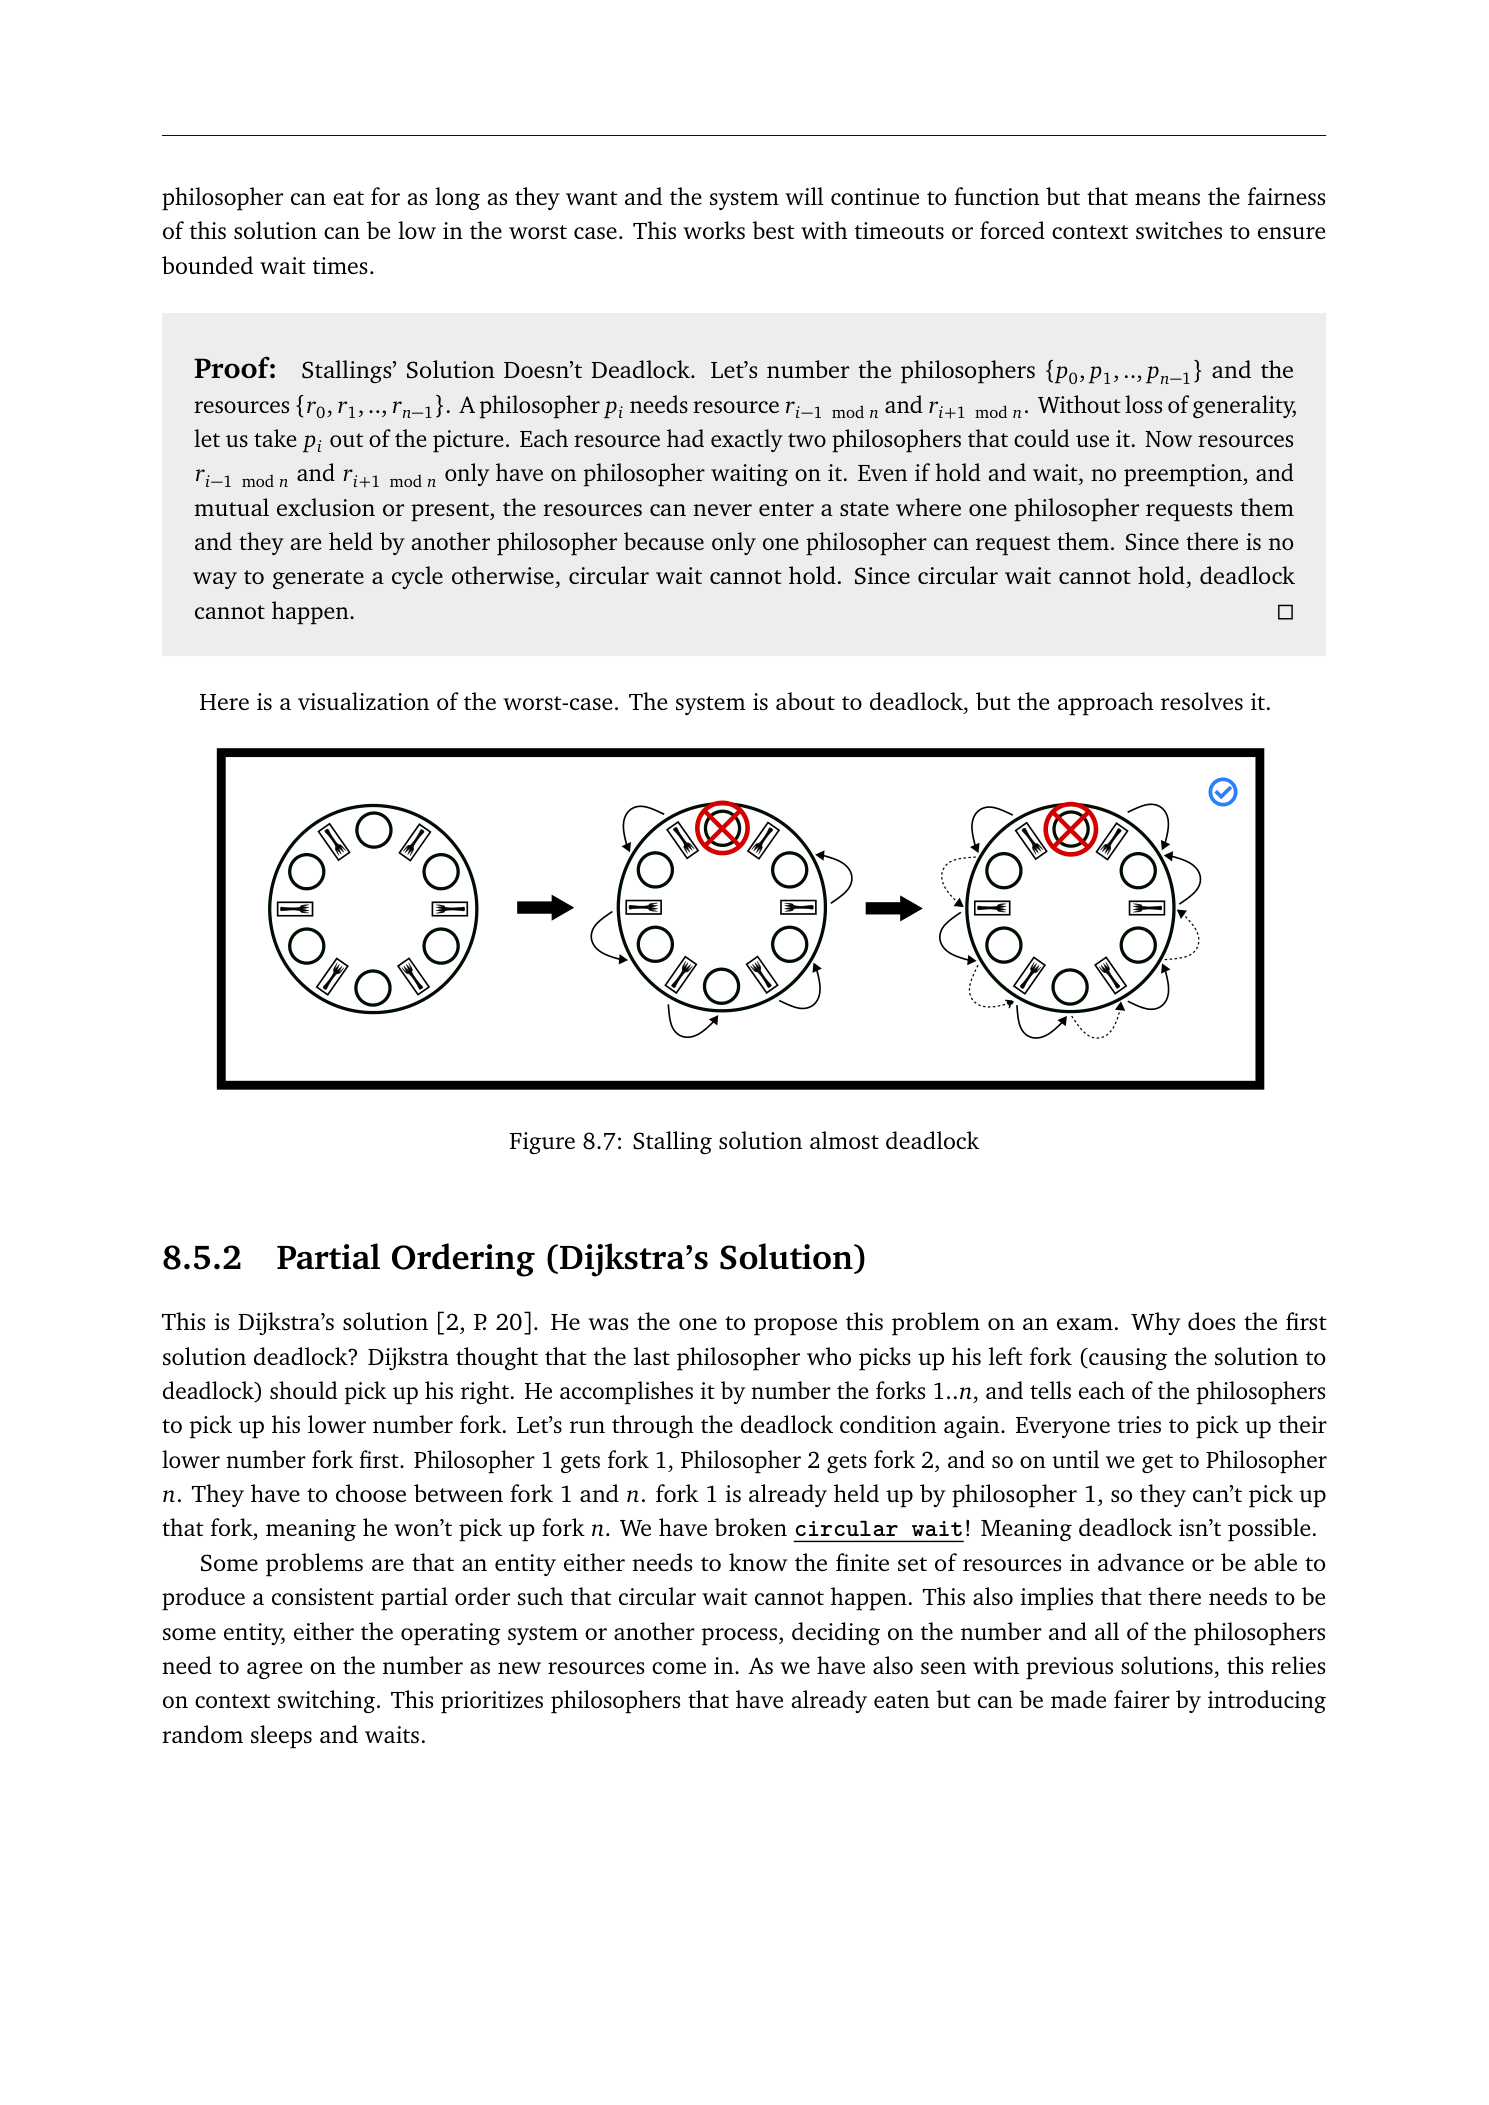 philosopher can eat for as long as they want and the system will continue to function but that means the fairness
of this solution can be low in the worst case. This works best with timeouts or forced context switches to ensure
bounded wait times.
Proof: Stallings’ Solution Doesn’t Deadlock. Let’s number the philosophers {p₀, p₁, .., pₙ₋₁} and the
resources {r₀, r₁, .., rₙ₋₁}. A philosopher pᵢ needs resource rᵢ₋₁ mod n and rᵢ₊₁ mod n. Without loss of generality,
let us take pᵢ out of the picture. Each resource had exactly two philosophers that could use it. Now resources
rᵢ₋₁ mod n and rᵢ₊₁ mod n only have on philosopher waiting on it. Even if hold and wait, no preemption, and
mutual exclusion or present, the resources can never enter a state where one philosopher requests them
and they are held by another philosopher because only one philosopher can request them. Since there is no
way to generate a cycle otherwise, circular wait cannot hold. Since circular wait cannot hold, deadlock
cannot happen. □
Here is a visualization of the worst-case. The system is about to deadlock, but the approach resolves it.
Figure 8.7: Stalling solution almost deadlock
8.5.2 Partial Ordering (Dijkstra’s Solution)
This is Dijkstra’s solution [2, P. 20]. He was the one to propose this problem on an exam. Why does the first
solution deadlock? Dijkstra thought that the last philosopher who picks up his left fork (causing the solution to
deadlock) should pick up his right. He accomplishes it by number the forks 1..n, and tells each of the philosophers
to pick up his lower number fork. Let’s run through the deadlock condition again. Everyone tries to pick up their
lower number fork first. Philosopher 1 gets fork 1, Philosopher 2 gets fork 2, and so on until we get to Philosopher
n. They have to choose between fork 1 and n. fork 1 is already held up by philosopher 1, so they can’t pick up
that fork, meaning he won’t pick up fork n. We have broken circular wait! Meaning deadlock isn’t possible.
Some problems are that an entity either needs to know the finite set of resources in advance or be able to
produce a consistent partial order such that circular wait cannot happen. This also implies that there needs to be
some entity, either the operating system or another process, deciding on the number and all of the philosophers
need to agree on the number as new resources come in. As we have also seen with previous solutions, this relies
on context switching. This prioritizes philosophers that have already eaten but can be made fairer by introducing
random sleeps and waits.